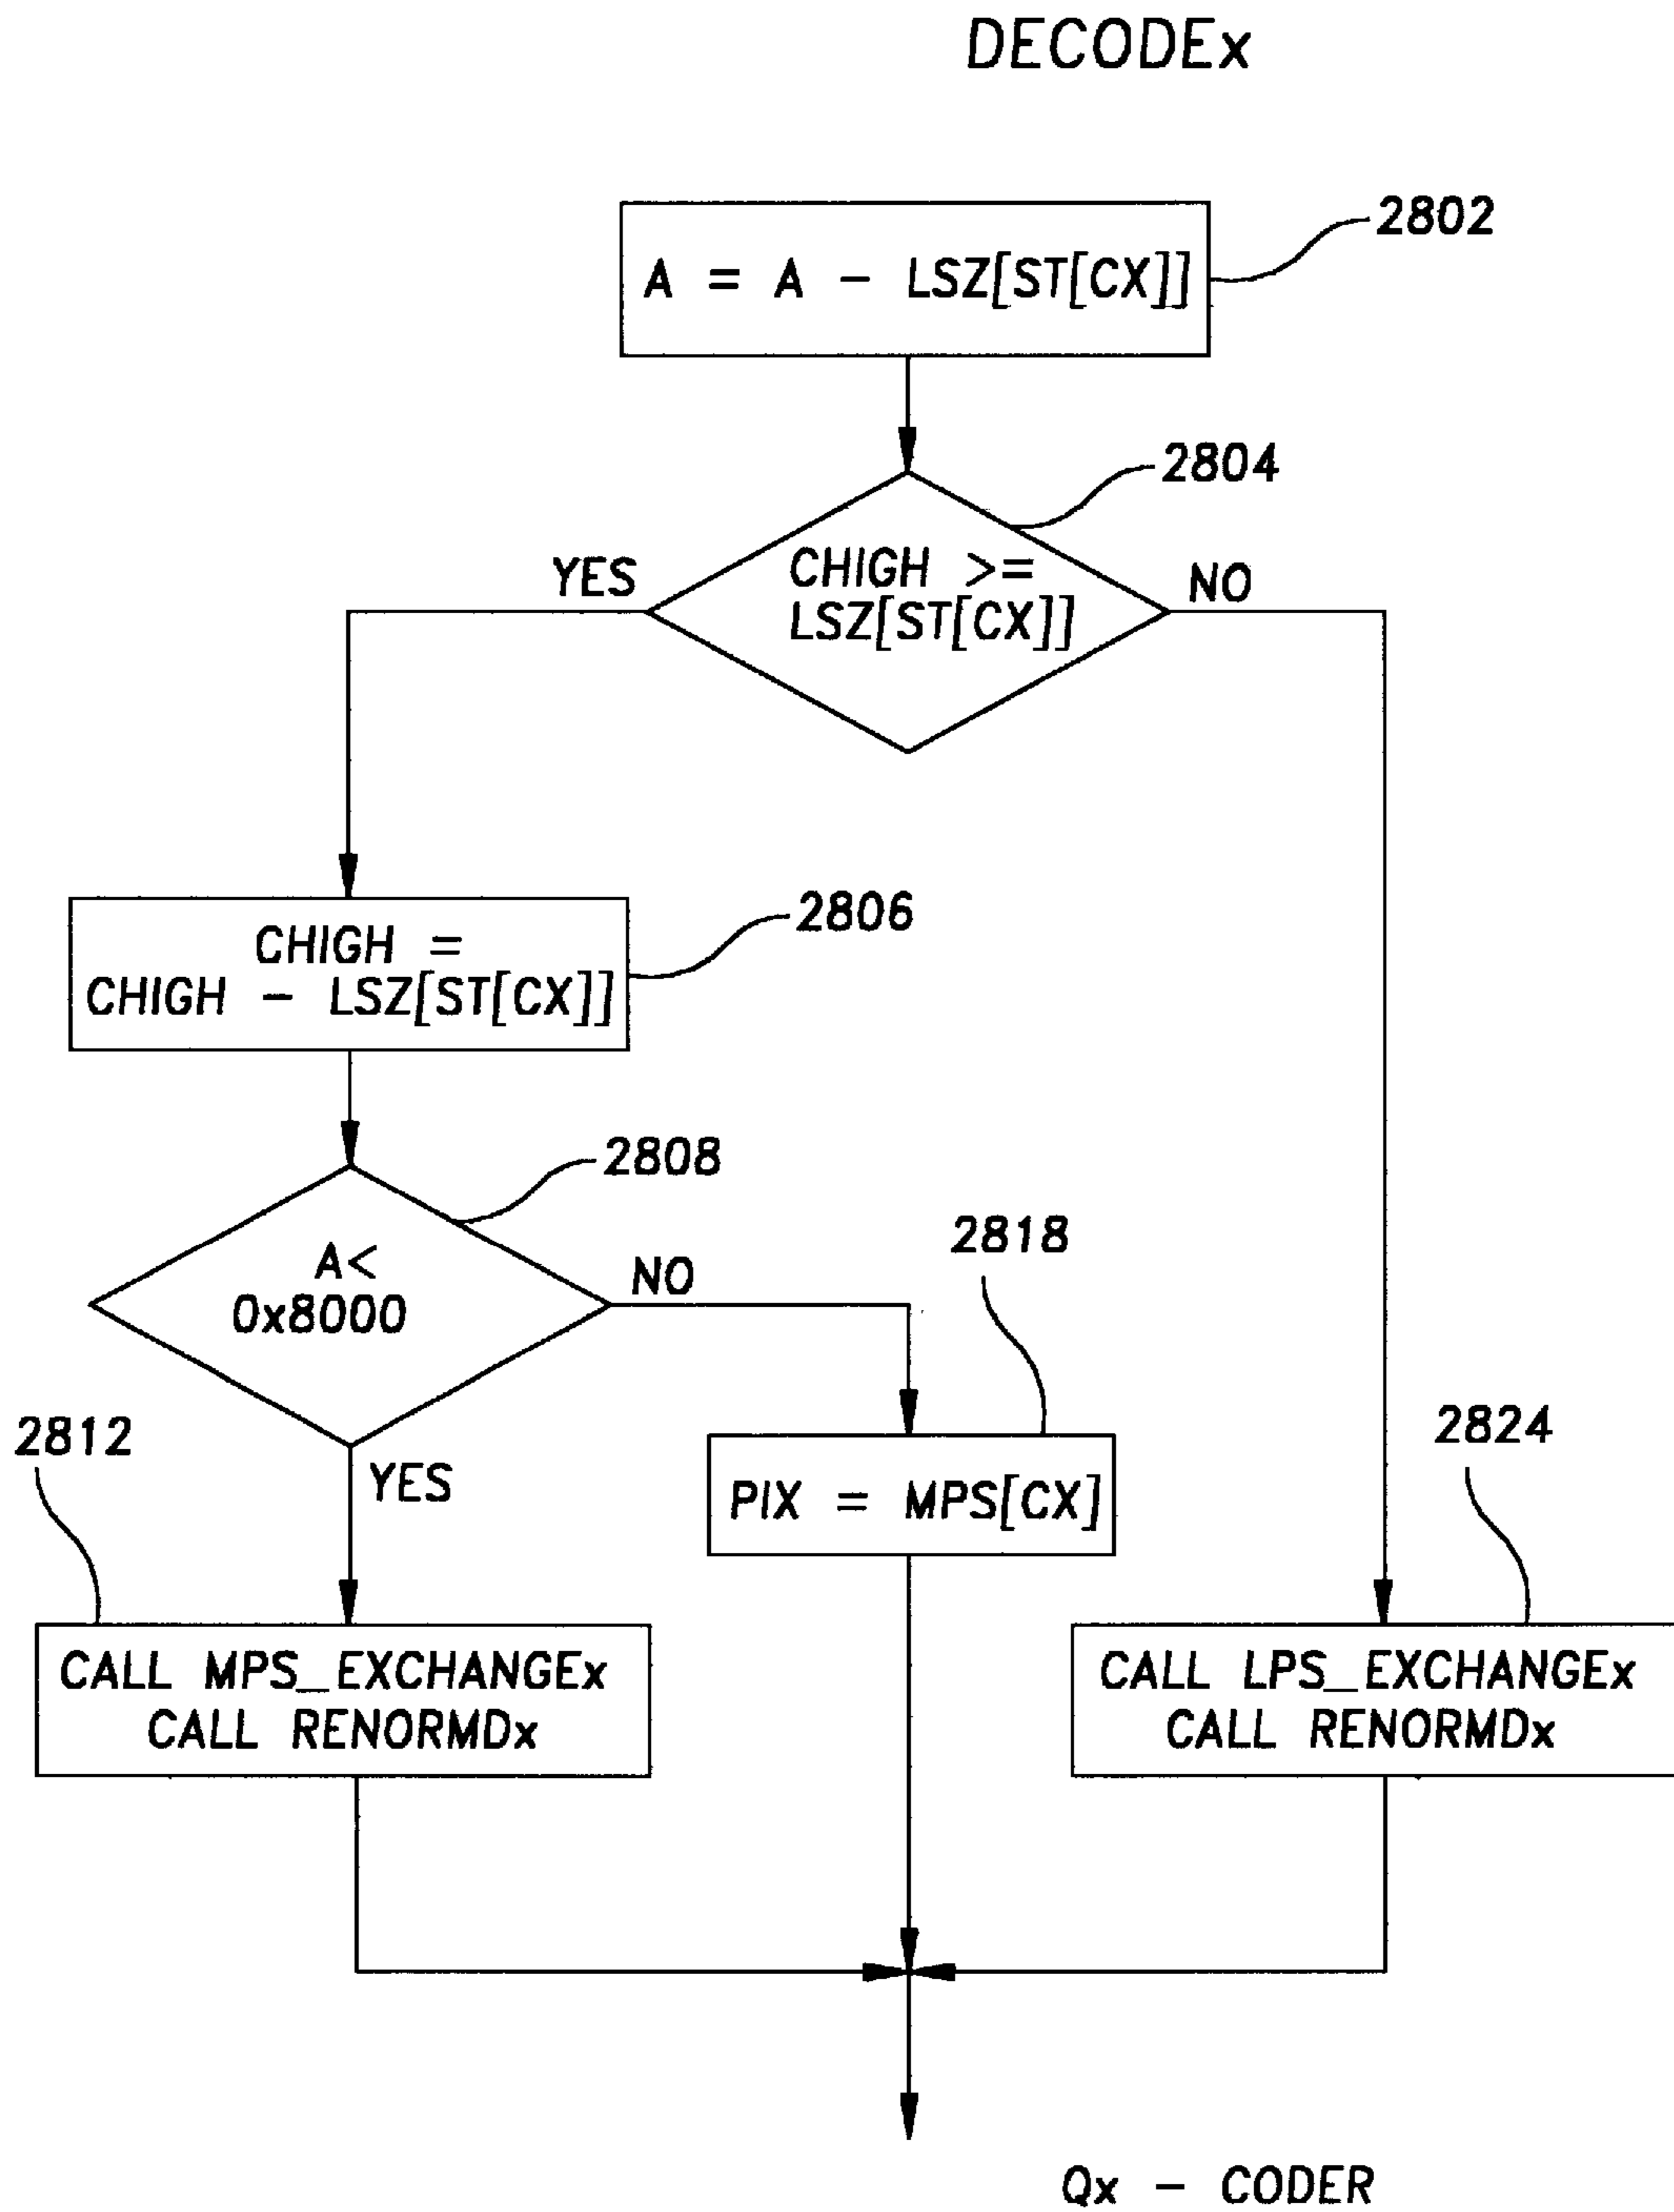 DECODEx
2802
A = A - LSZ[ST[CX]]
2804
YES
CHIGH >=
LSZ[ST[CX]]
NO
2806
CHIGH =
CHIGH - LSZ[ST[CX]]
2808
A<
0x8000
NO
2818
2812
YES
PIX = MPS[CX]
2824
CALL MPS_EXCHANGEx
CALL RENORMDx
CALL LPS_EXCHANGEx
CALL RENORMDx
Qx - CODER